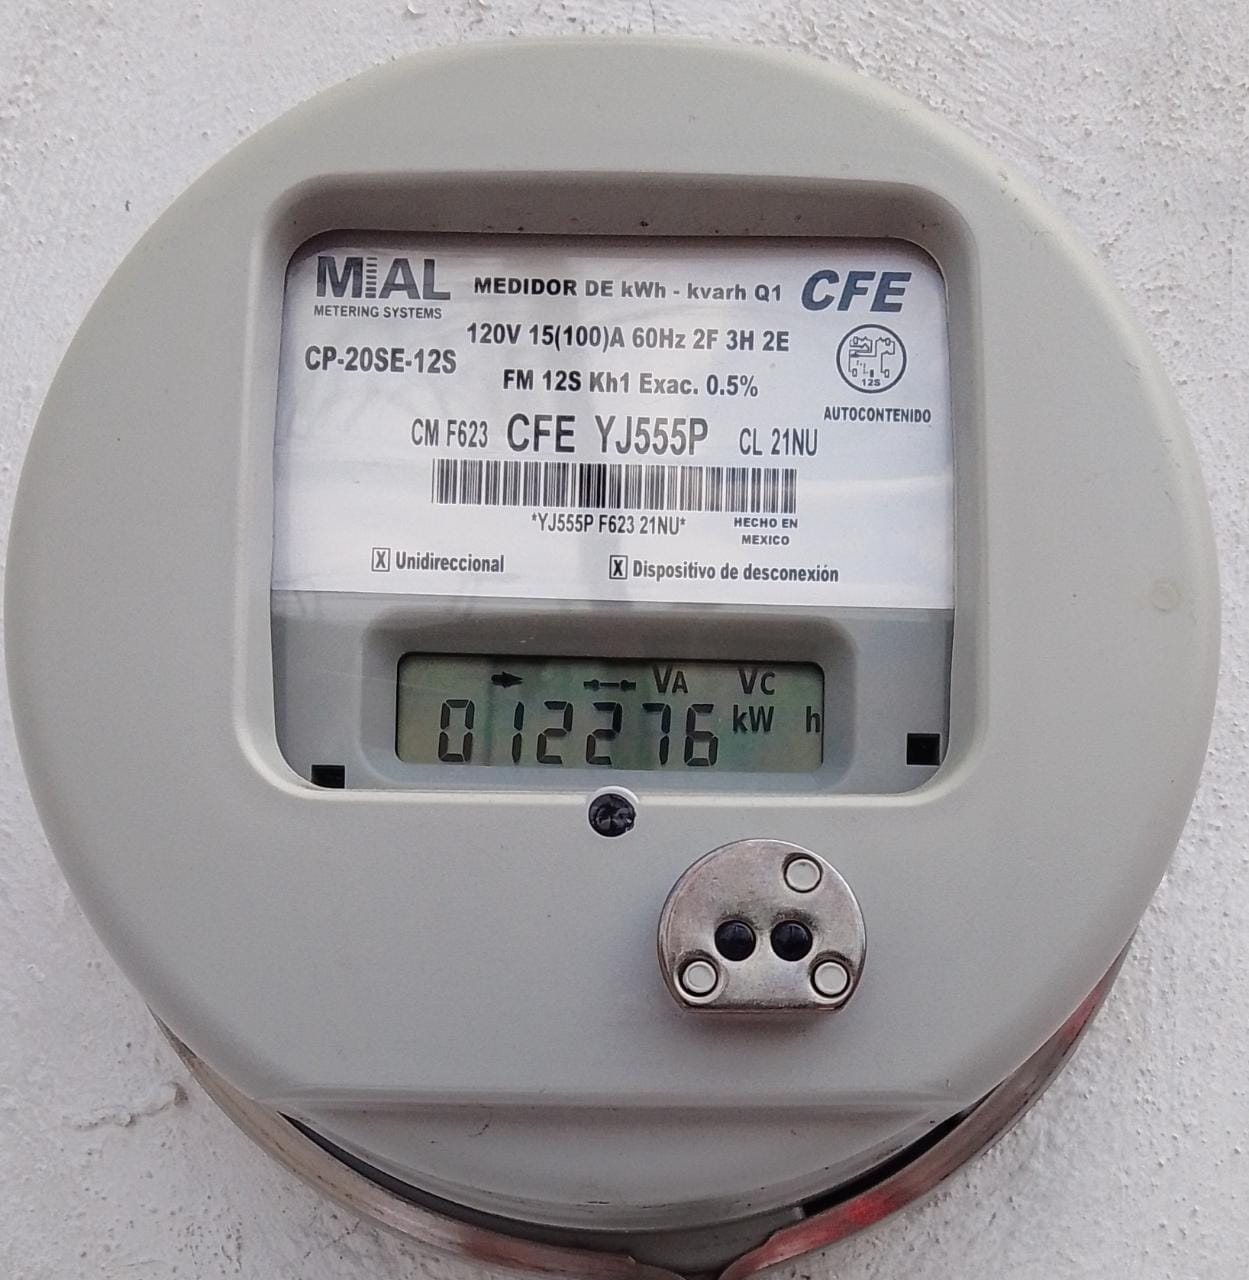 MIAL
METERING SYSTEMS
MEDIDOR DE kWh - kvarh Q1
CFE
120V 15(100)A 60Hz 2F 3H 2E
CP-20SE-12S
FM 12S Kh1 Exac. 0.5%
12S
AUTOCONTENIDO
CM F623 CFE YJ555P CL 21NU
*YJ555P F623 21NU*
HECHO EN
MEXICO
X Unidireccional
X Dispositivo de desconexión
VA VC
012276 kW h